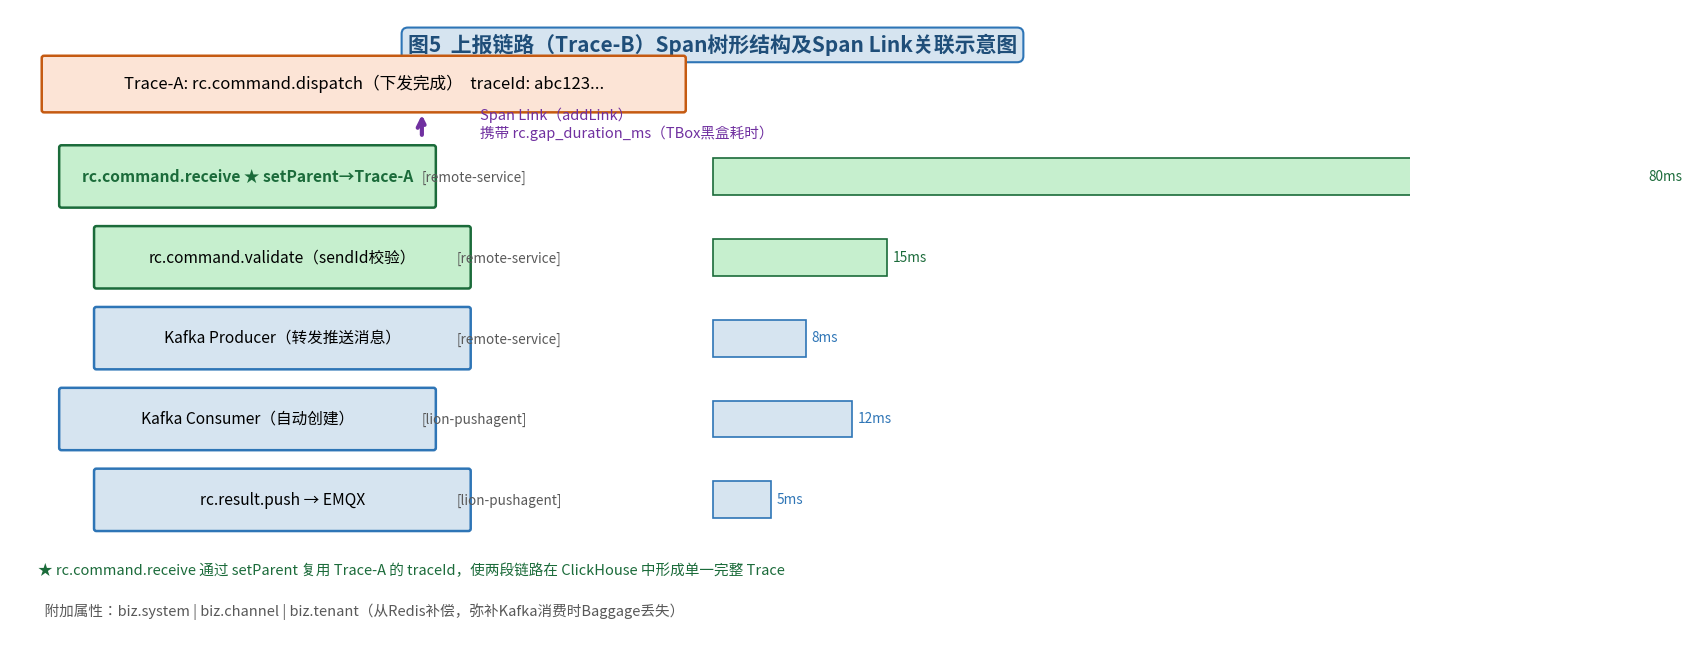 图5 上报链路（Trace-B）Span树形结构及Span Link关联示意图
Trace-A: rc.command.dispatch（下发完成） traceId: abc123...
Span Link（addLink）
携带 rc.gap_duration_ms（TBox黑盒耗时）
rc.command.receive ★ setParent→Trace-A [remote-service] 80ms
rc.command.validate（sendId校验） [remote-service] 15ms
Kafka Producer（转发推送消息） [remote-service] 8ms
Kafka Consumer（自动创建） [lion-pushagent] 12ms
rc.result.push → EMQX [lion-pushagent] 5ms
★ rc.command.receive 通过 setParent 复用 Trace-A 的 traceId，使两段链路在 ClickHouse 中形成单一完整 Trace
附加属性：biz.system | biz.channel | biz.tenant（从Redis补偿，弥补Kafka消费时Baggage丢失）